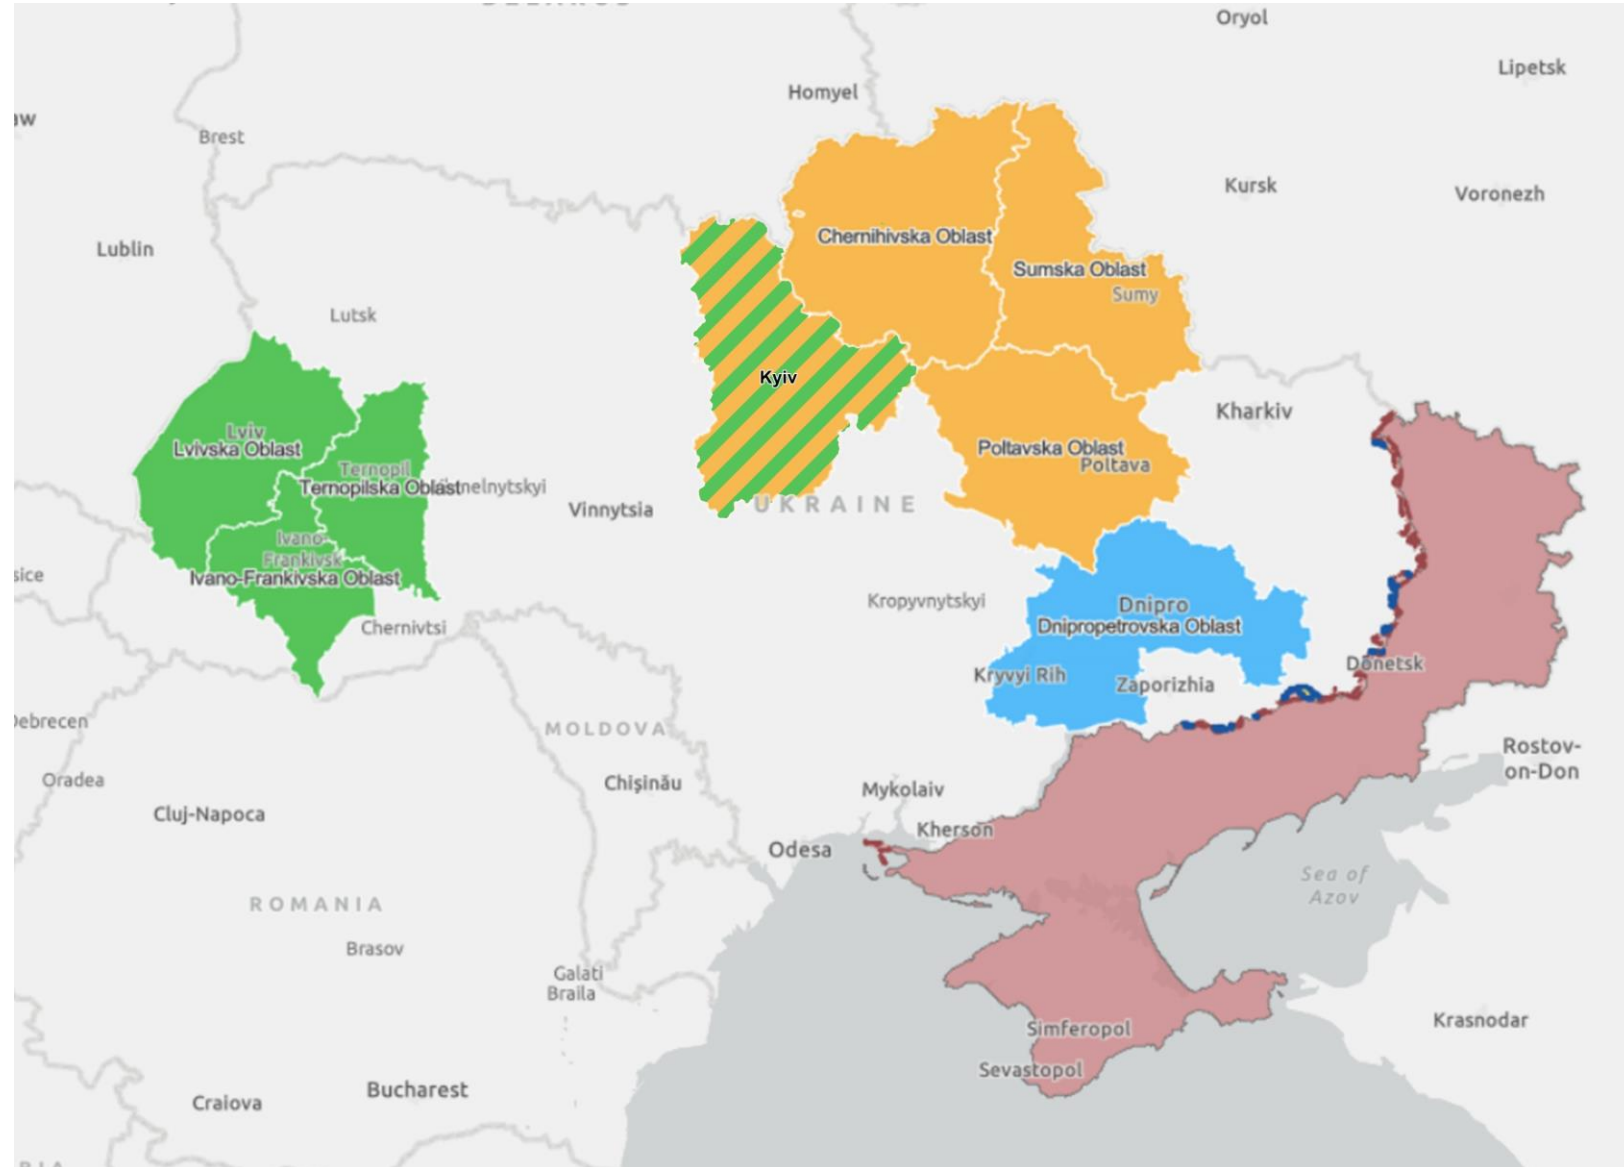 Oryol
Lipetsk
Homyel
Brest
Kursk
Voronezh
Chernihivska Oblast
Lublin
Sumska Oblast
Sumy
Lutsk
Kyiv
Kharkiv
Lviv
Lvivska Oblast
Poltavska Oblast
Poltava
Ternopil
Ternopilska Oblast
UKRAINE
Vinnytsia
Ivano-
Frankivsk
Ivano-Frankivska Oblast
Chernivtsi
Kropyvnytskyi
Dnipro
Dnipropetrovska Oblast
Kryvyi Rih
Zaporizhia
Donetsk
MOLDOVA
Chişinău
Rostov-
on-Don
Oradea
Cluj-Napoca
Mykolaiv
Kherson
Odesa
Sea of
Azov
ROMANIA
Brasov
Galati
Braila
Krasnodar
Simferopol
Sevastopol
Bucharest
Craiova